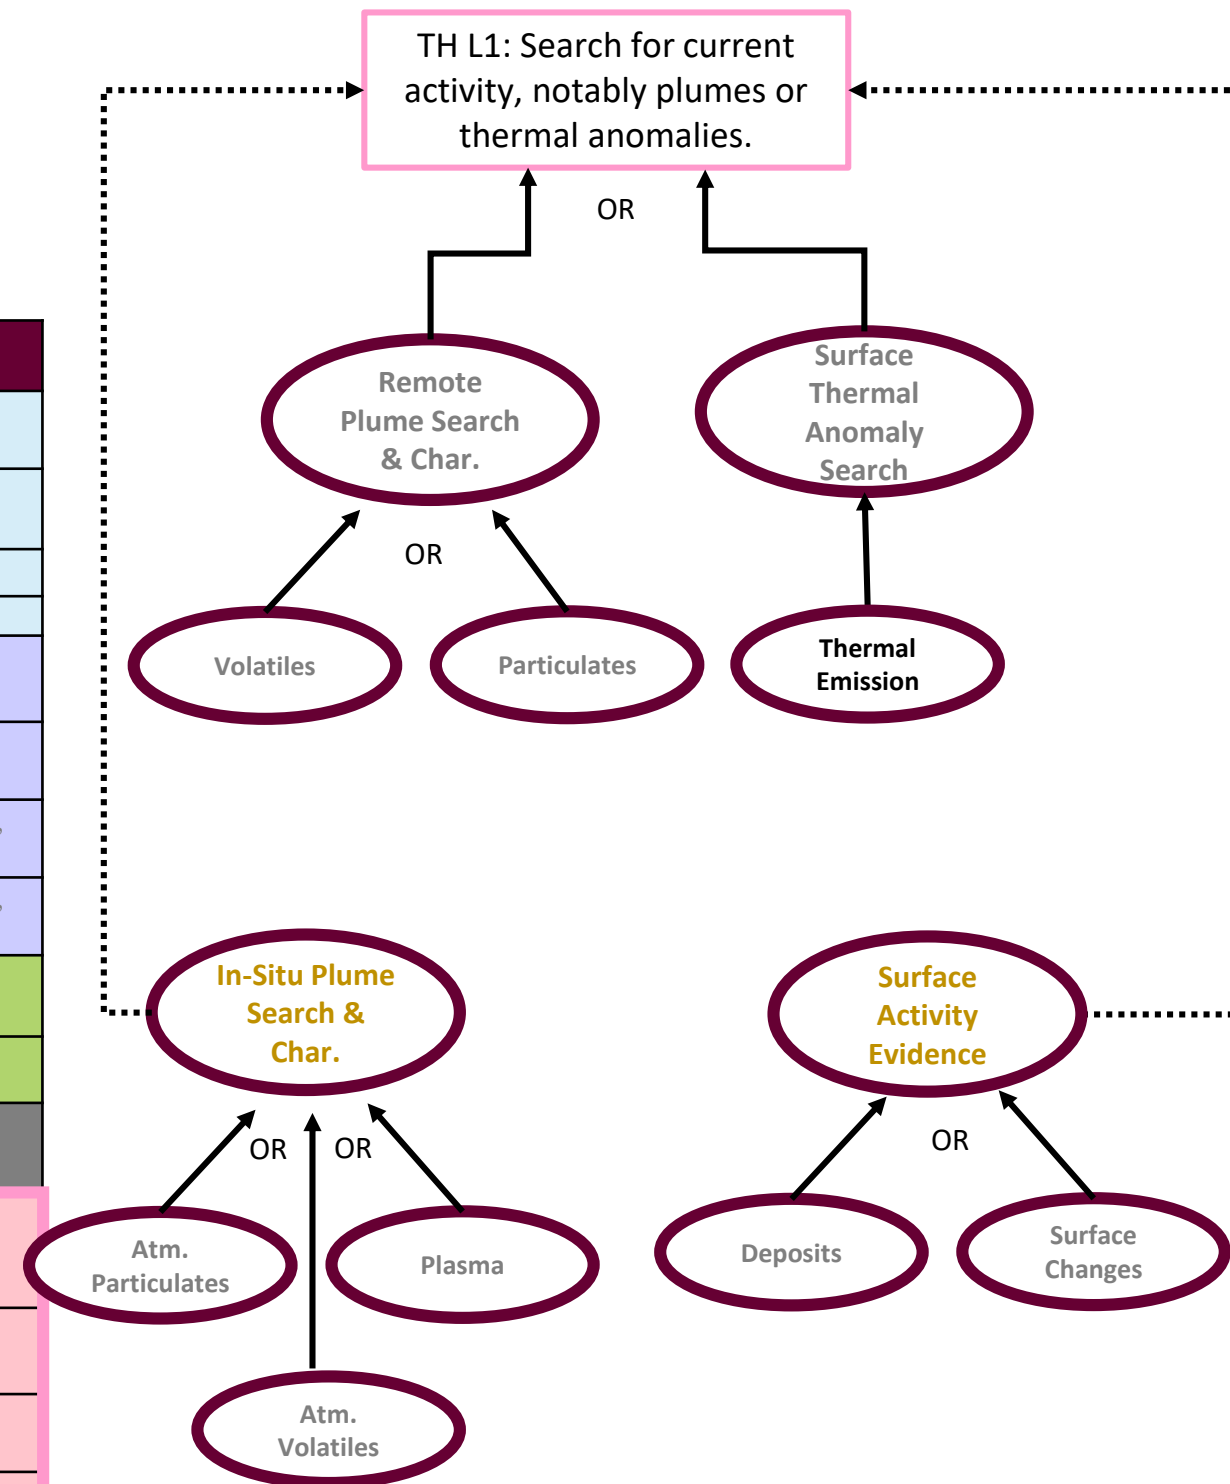 TH L1: Search for current
activity, notably plumes or
thermal anomalies.
OR
Remote
Plume Search
& Char.
Surface
Thermal
Anomaly
Search
OR
Volatiles
Particulates
Thermal
Emission
In-Situ Plume
Search &
Char.
Surface
Activity
Evidence
OR
OR
OR
Atm.
Particulates
Plasma
Deposits
Surface
Changes
Atm.
Volatiles